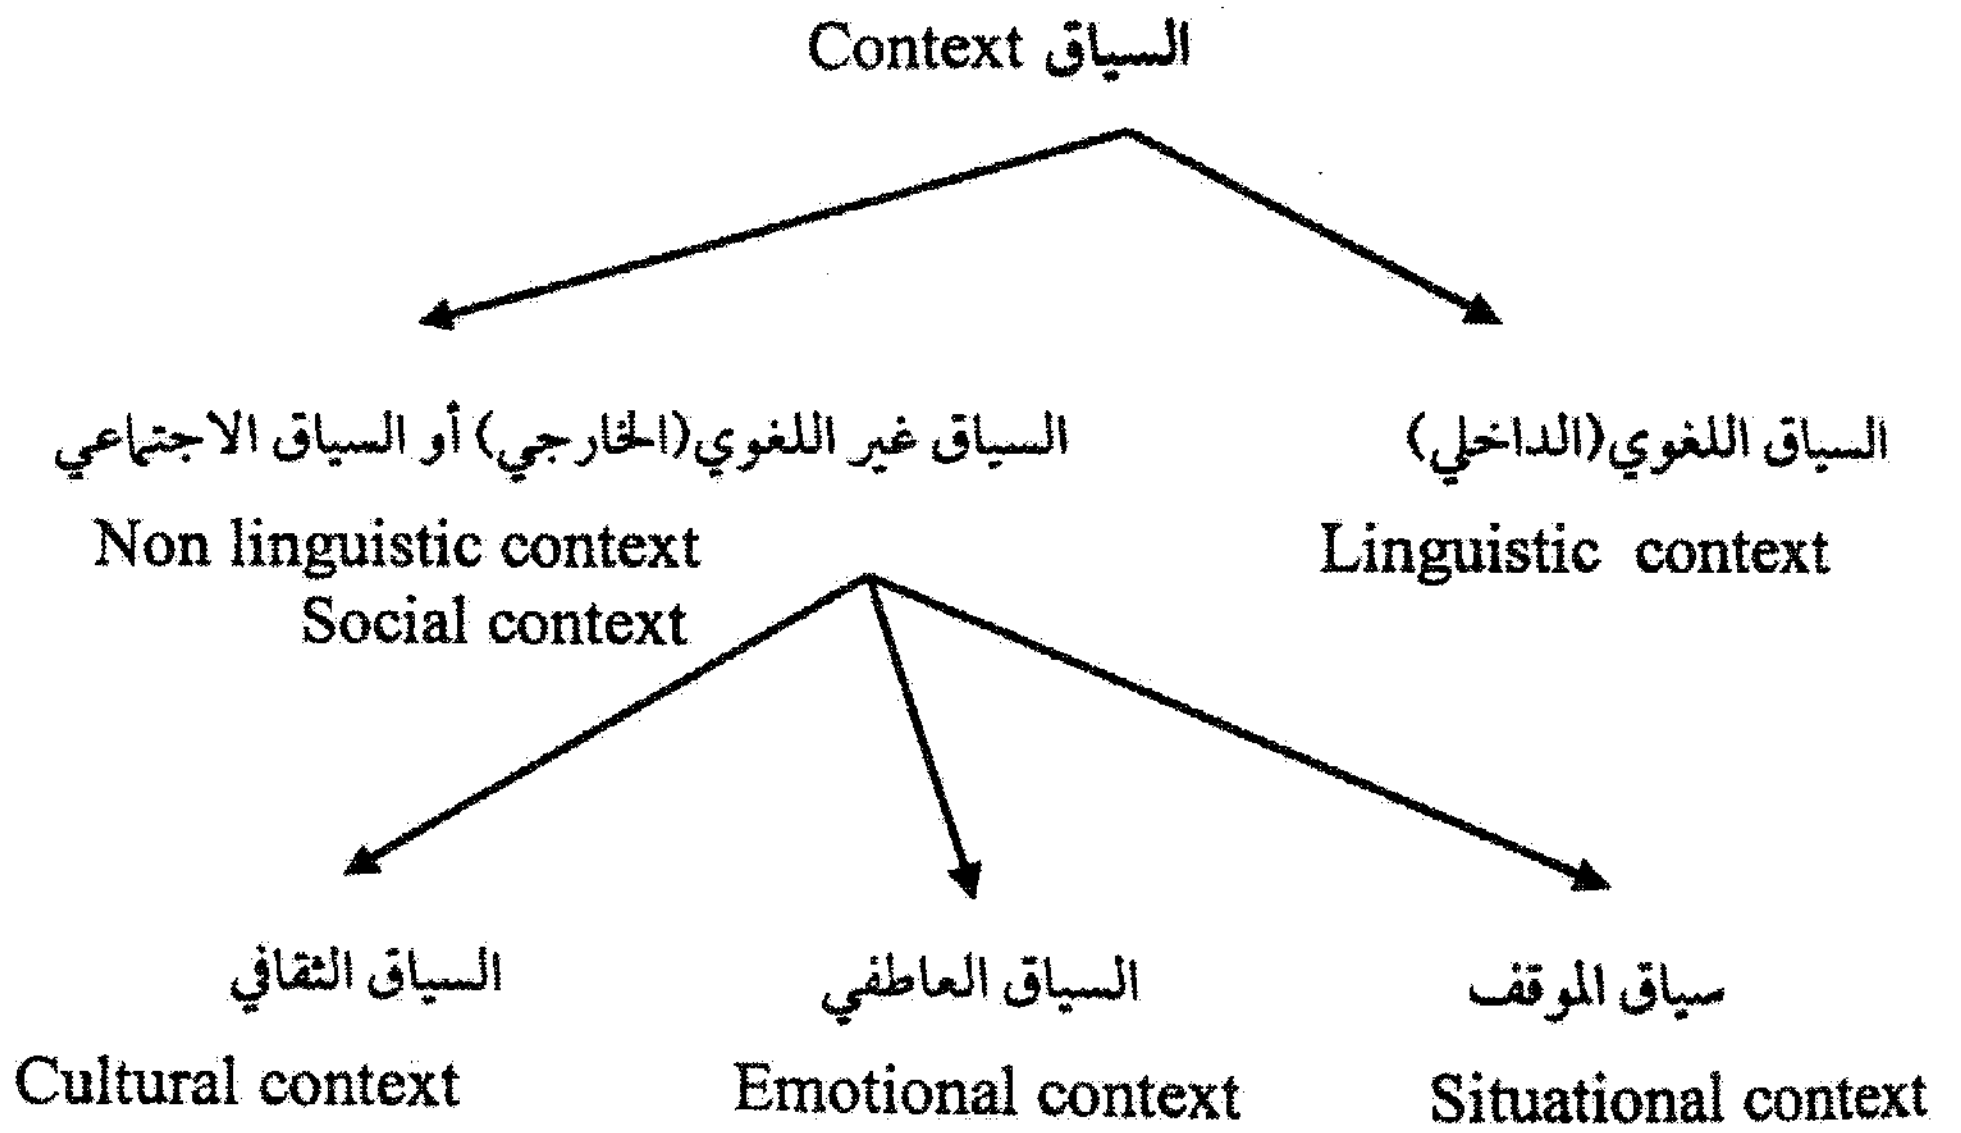 السياق Context
السياق اللغوي(الداخلي)
Linguistic context
السياق غير اللغوي(الخارجي) أو السياق الاجتماعي
Non linguistic context
Social context
سياق الموقف
Situational context
السياق العاطفي
Emotional context
السياق الثقافي
Cultural context